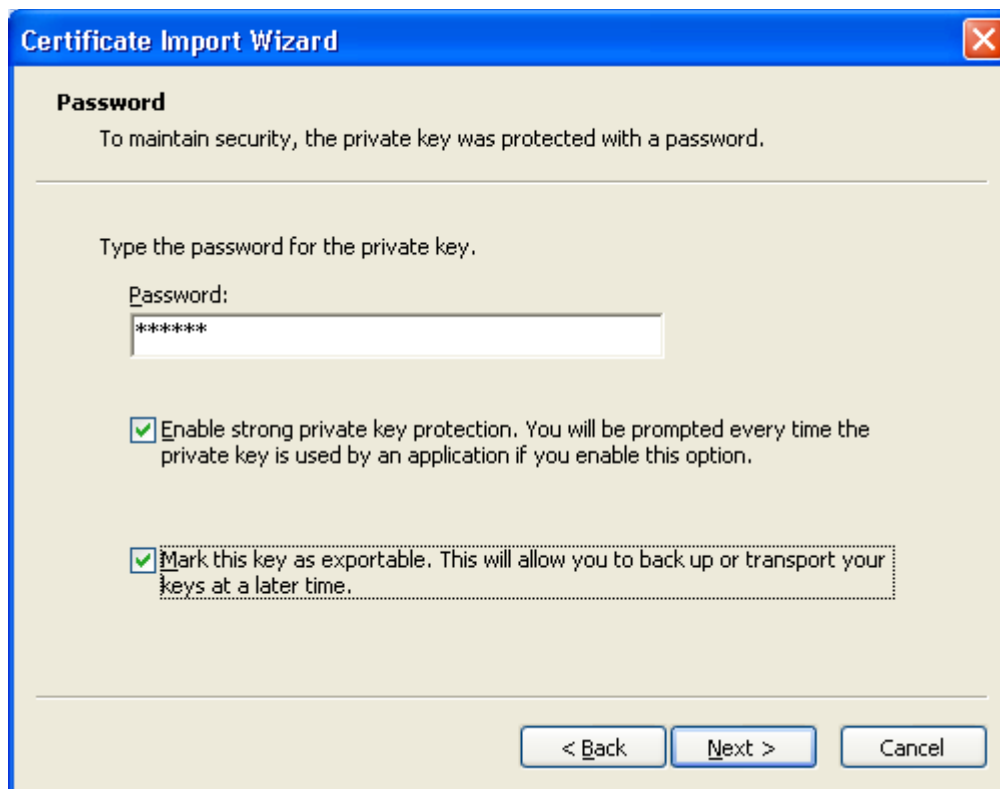 Certificate Import Wizard
Password
To maintain security, the private key was protected with a password.
Type the password for the private key.
Password:
******
Enable strong private key protection. You will be prompted every time the
private key is used by an application if you enable this option.
Mark this key as exportable. This will allow you to back up or transport your
keys at a later time.
< Back Next > Cancel